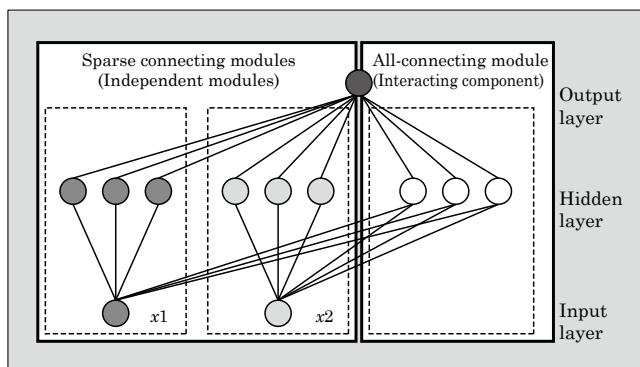 Sparse connecting modules
(Independent modules)
All-connecting module
(Interacting component)
Output
layer
Hidden
layer
x1
x2
Input
layer